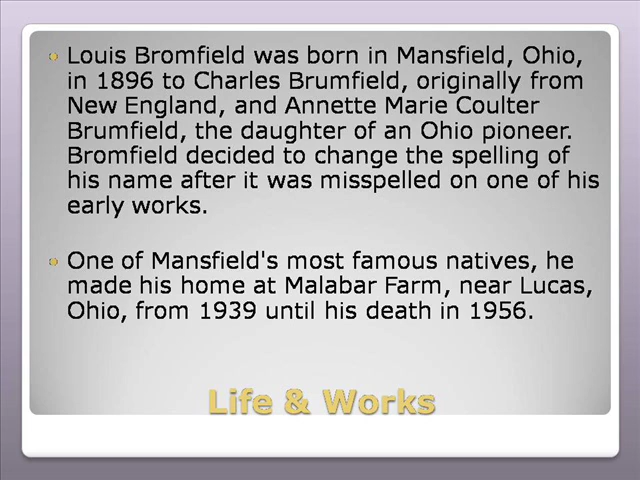 Louis Bromfield was born in Mansfield, Ohio,
in 1896 to Charles Brumfield, originally from
New England, and Annette Marie Coulter
Brumfield, the daughter of an Ohio pioneer.
Bromfield decided to change the spelling of
his name after it was misspelled on one of his
early works.
One of Mansfield's most famous natives, he
made his home at Malabar Farm, near Lucas,
Ohio, from 1939 until his death in 1956.
Life & Works